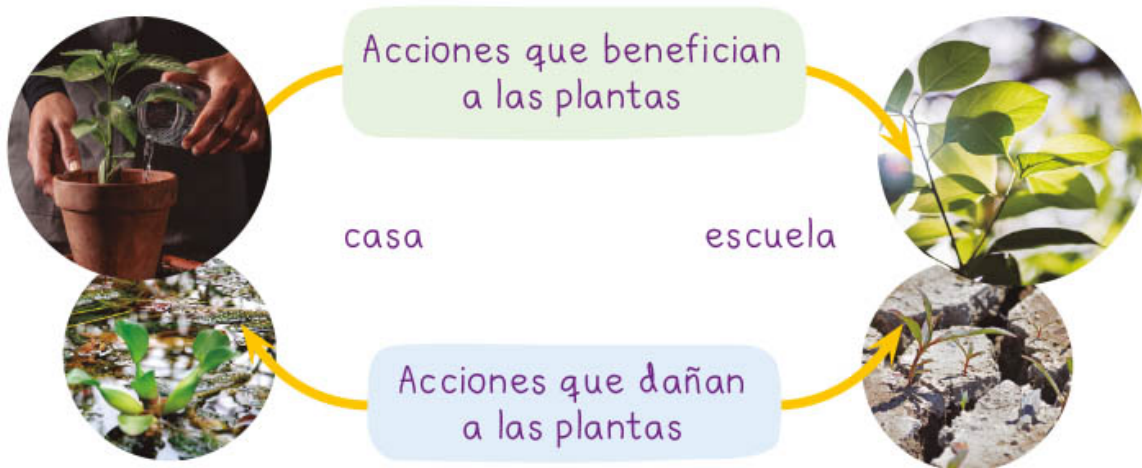 Acciones que benefician
a las plantas
casa
escuela
Acciones que dañan
a las plantas